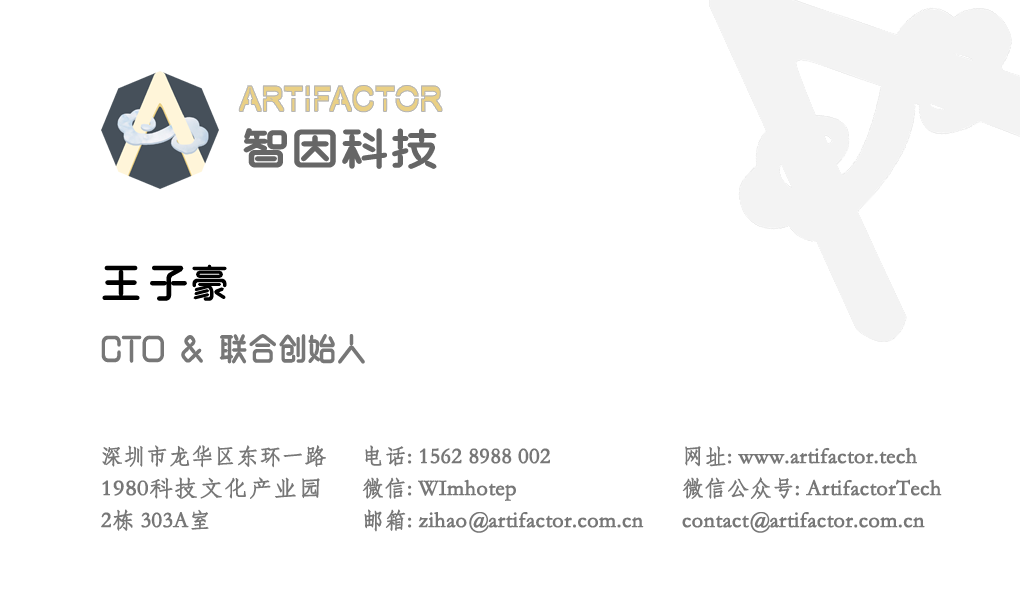 ARTIFACTOR
智因科技
王子豪
CTO & 联合创始人
深圳市龙华区东环一路
1980科技文化产业园
2栋 303A室
电话: 1562 8988 002
微信: WImhotep
邮箱: zihao@artifactor.com.cn
网址: www.artifactor.tech
微信公众号: ArtifactorTech
contact@artifactor.com.cn